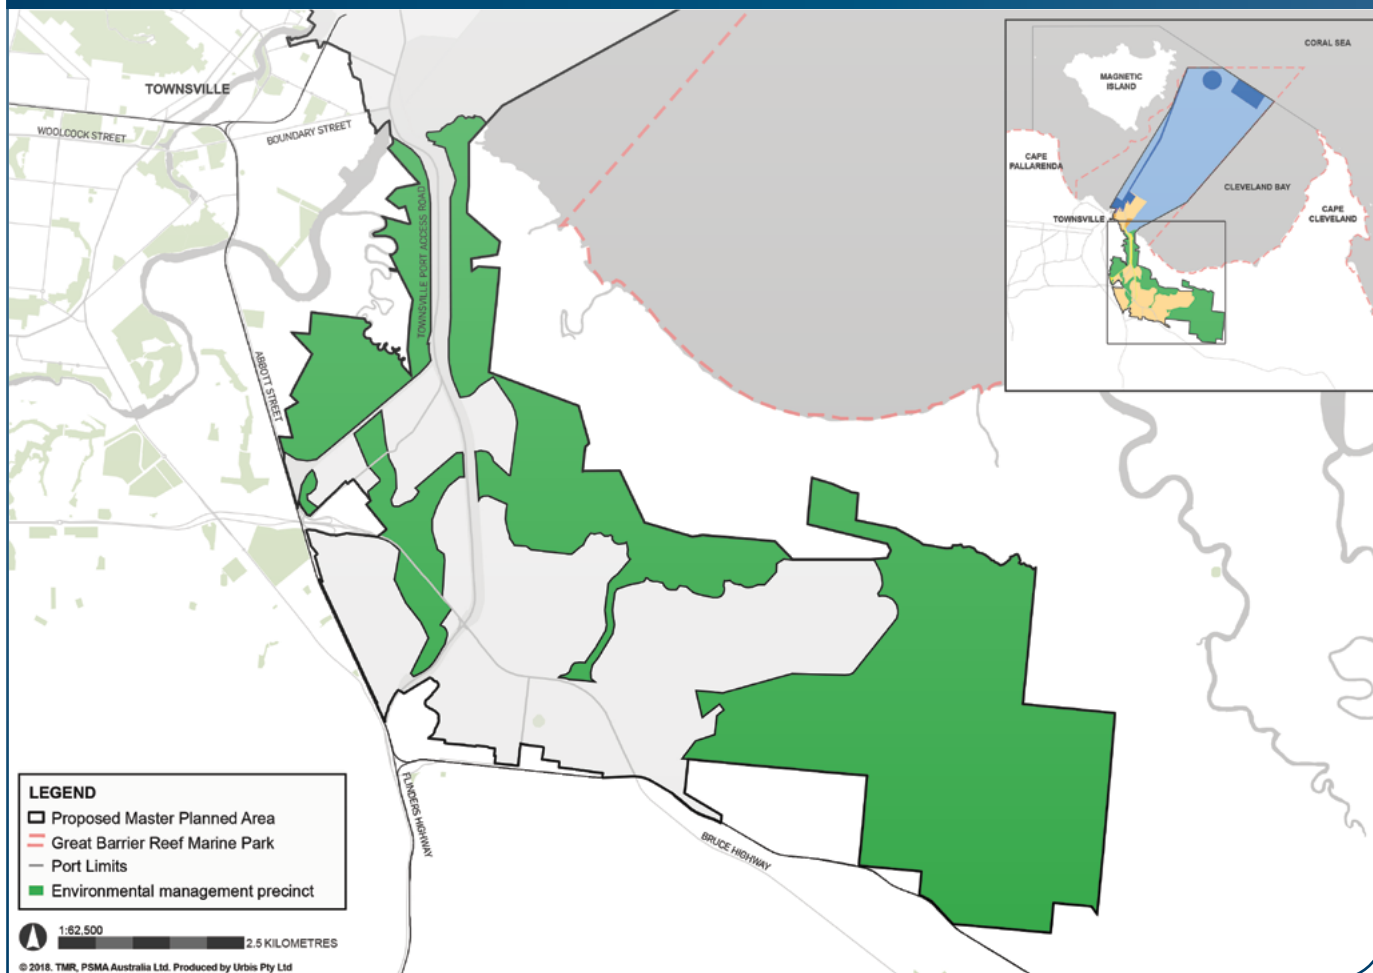 TOWNSVILLE
WOOLCOCK STREET
BOUNDARY STREET
TOWNSVILLE PORT ACCESS ROAD
ABBOTT STREET
FLINDERS HIGHWAY
BRUCE HIGHWAY
CORAL SEA
MAGNETIC
ISLAND
CAPE
PALLARENDA
CLEVELAND BAY
CAPE
CLEVELAND
TOWNSVILLE
LEGEND
Proposed Master Planned Area
Great Barrier Reef Marine Park
Port Limits
Environmental management precinct
1:62,500
2.5 KILOMETRES
© 2018. TMR, PSMA Australia Ltd. Produced by Urbis Pty Ltd